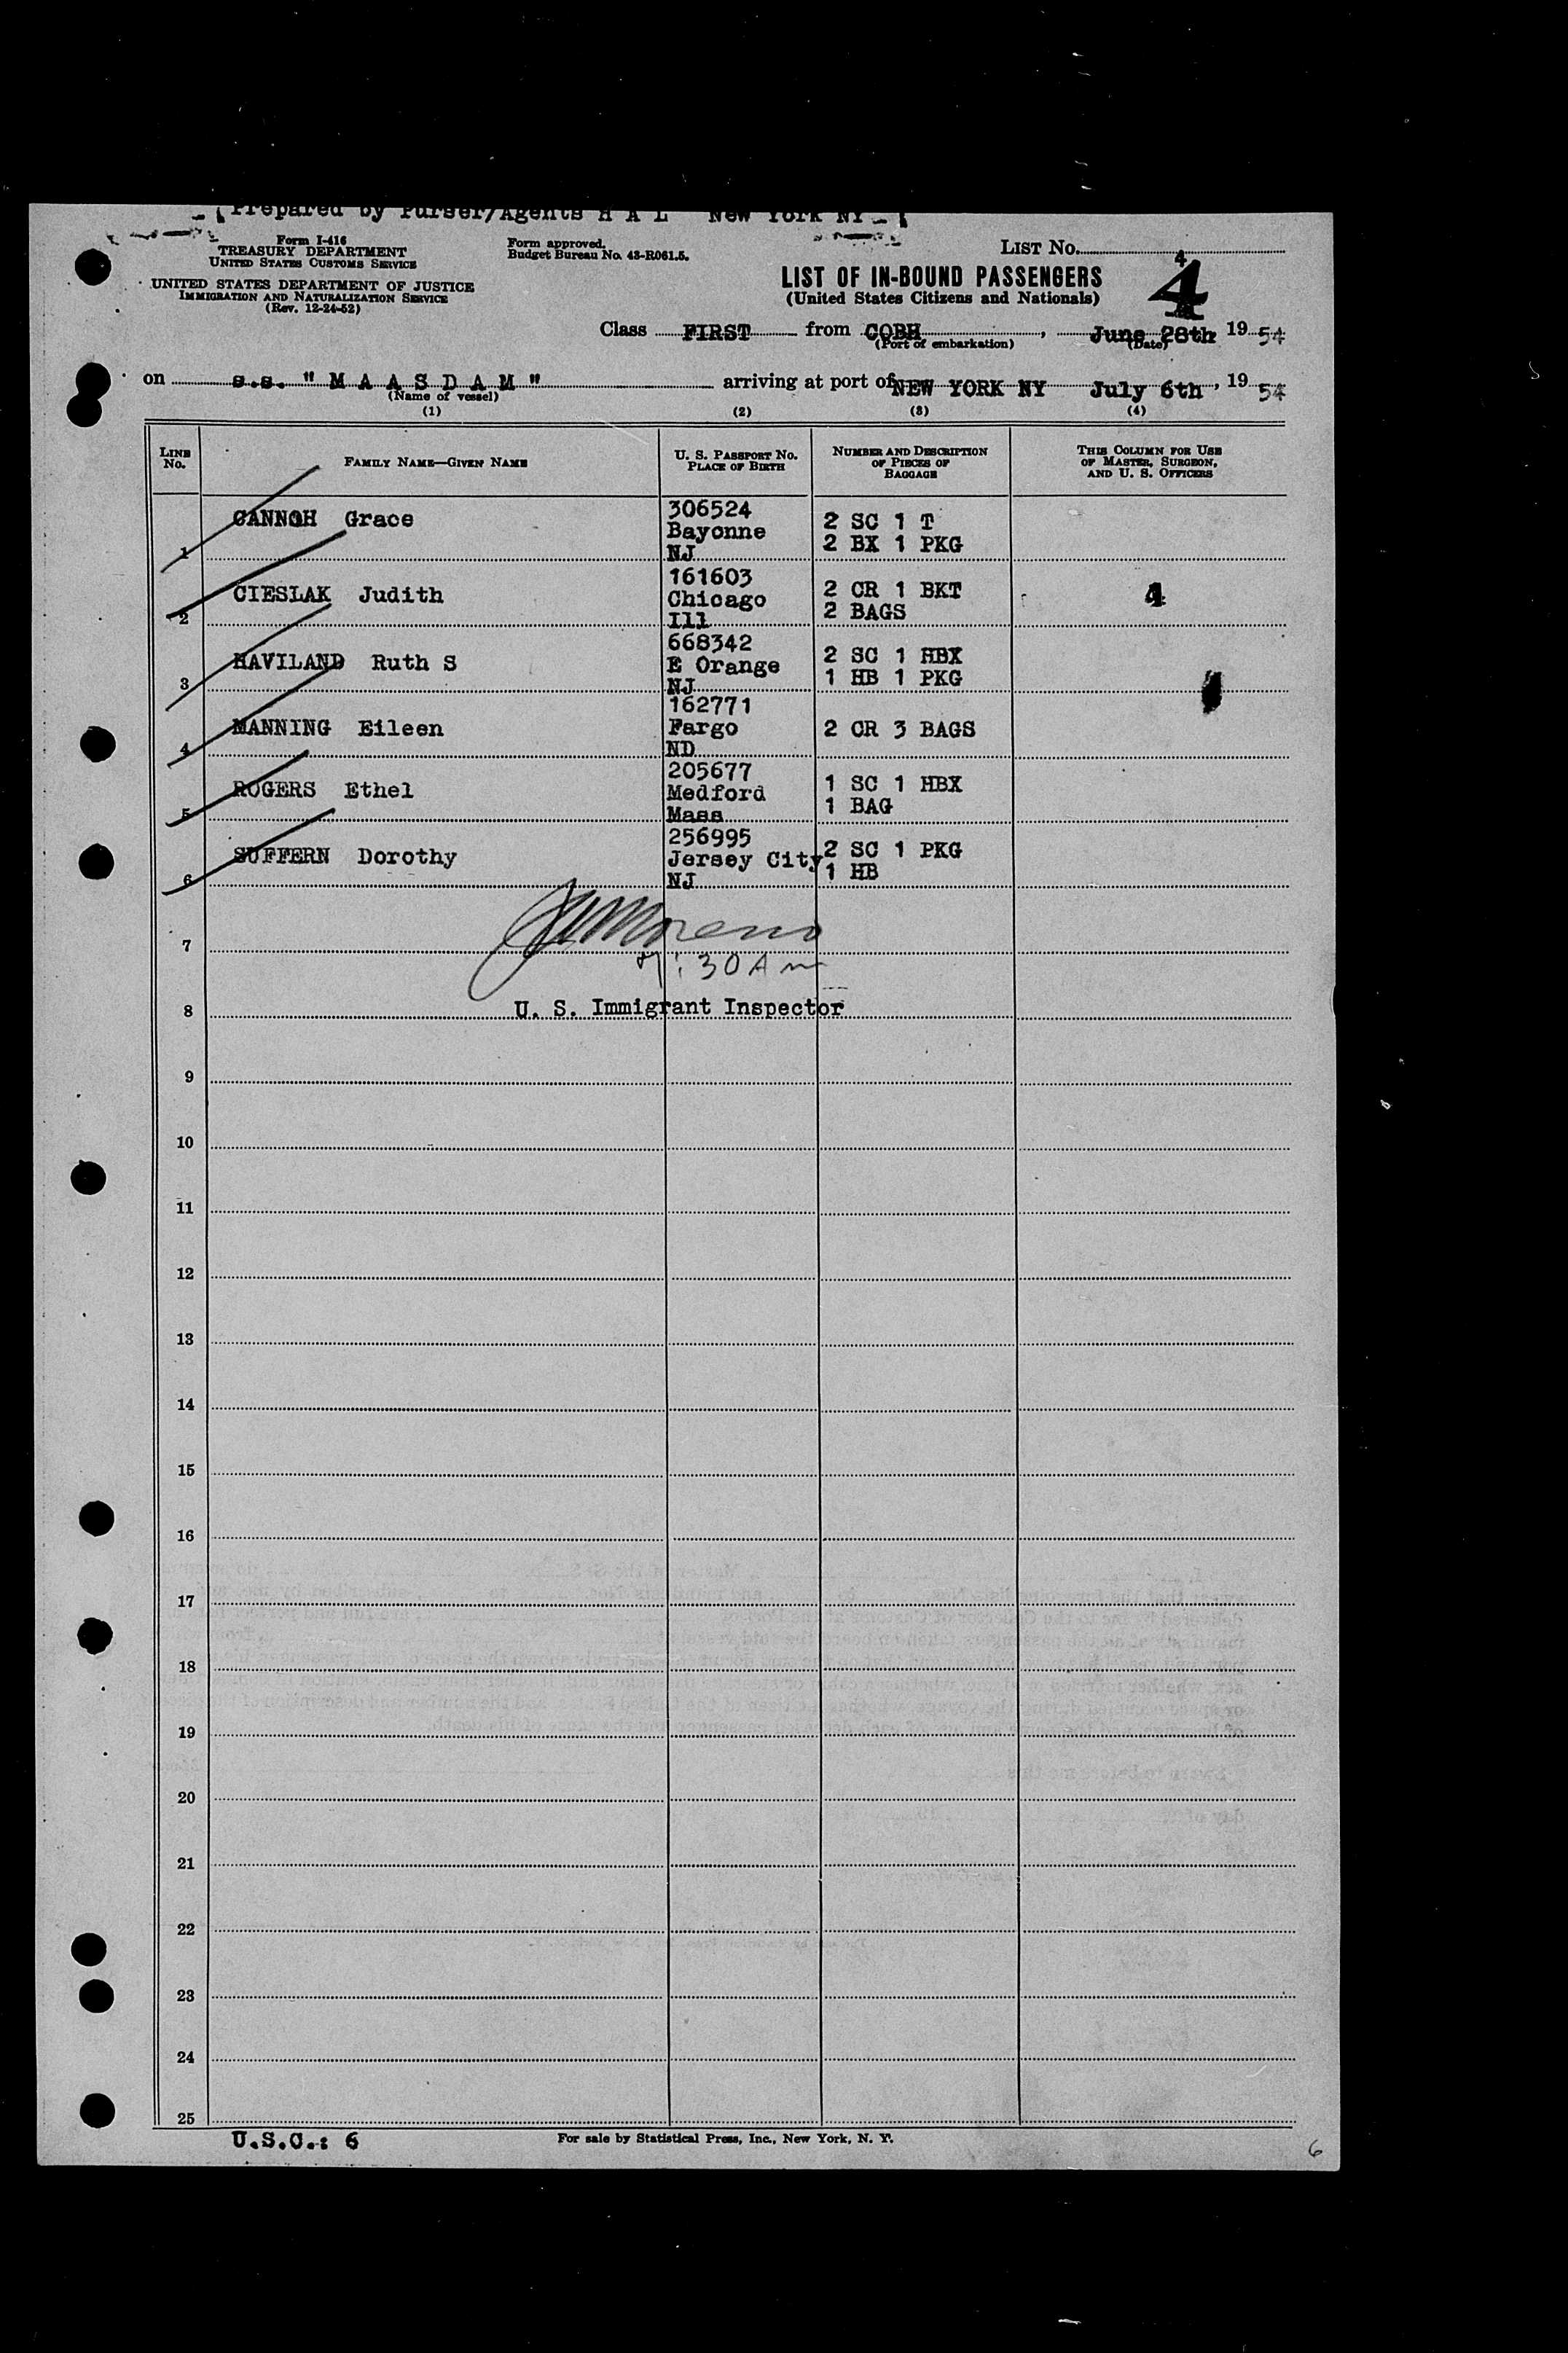 Prepared by Purser/Agents H A L New York NY
Form I-416
TREASURY DEPARTMENT
UNITED STATES CUSTOMS SERVICE
UNITED STATES DEPARTMENT OF JUSTICE
IMMIGRATION AND NATURALIZATION SERVICE
(Rev. 12-24-52)
Form approved.
Budget Bureau No. 43-R061.5.
LIST No.
4
4
LIST OF IN-BOUND PASSENGERS
(United States Citizens and Nationals)
Class FIRST from COBH, June 28th 1954
(Port of embarkation) (Date)
on s.s. "M A A S D A M" arriving at port of NEW YORK NY July 6th, 1954
(Name of vessel)
(1) (2) (3) (4)
LINE No. FAMILY NAME—GIVEN NAME U. S. PASSPORT No. PLACE OF BIRTH NUMBER AND DESCRIPTION OF PIECES OF BAGGAGE THIS COLUMN FOR USE OF MASTER, SURGEON, AND U. S. OFFICERS
306524
CANNOH Grace Bayonne 2 SC 1 T
1 NJ 2 BX 1 PKG
161603
CIESLAK Judith Chicago 2 CR 1 BKT 4
2 Ill 2 BAGS
668342
HAVILAND Ruth S E Orange 2 SC 1 HBX
3 NJ 1 HB 1 PKG
162771
MANNING Eileen Fargo 2 CR 3 BAGS
4 ND
205677
ROGERS Ethel Medford 1 SC 1 HBX
5 Mass 1 BAG
256995
SUFFERN Dorothy Jersey City 2 SC 1 PKG
6 NJ 1 HB
7
Moreno
:30 Am
8 U. S. Immigrant Inspector
9
10
11
12
13
14
15
16
17
18
19
20
21
22
23
24
25
U.S.C.: 6 For sale by Statistical Press, Inc., New York, N. Y.
6